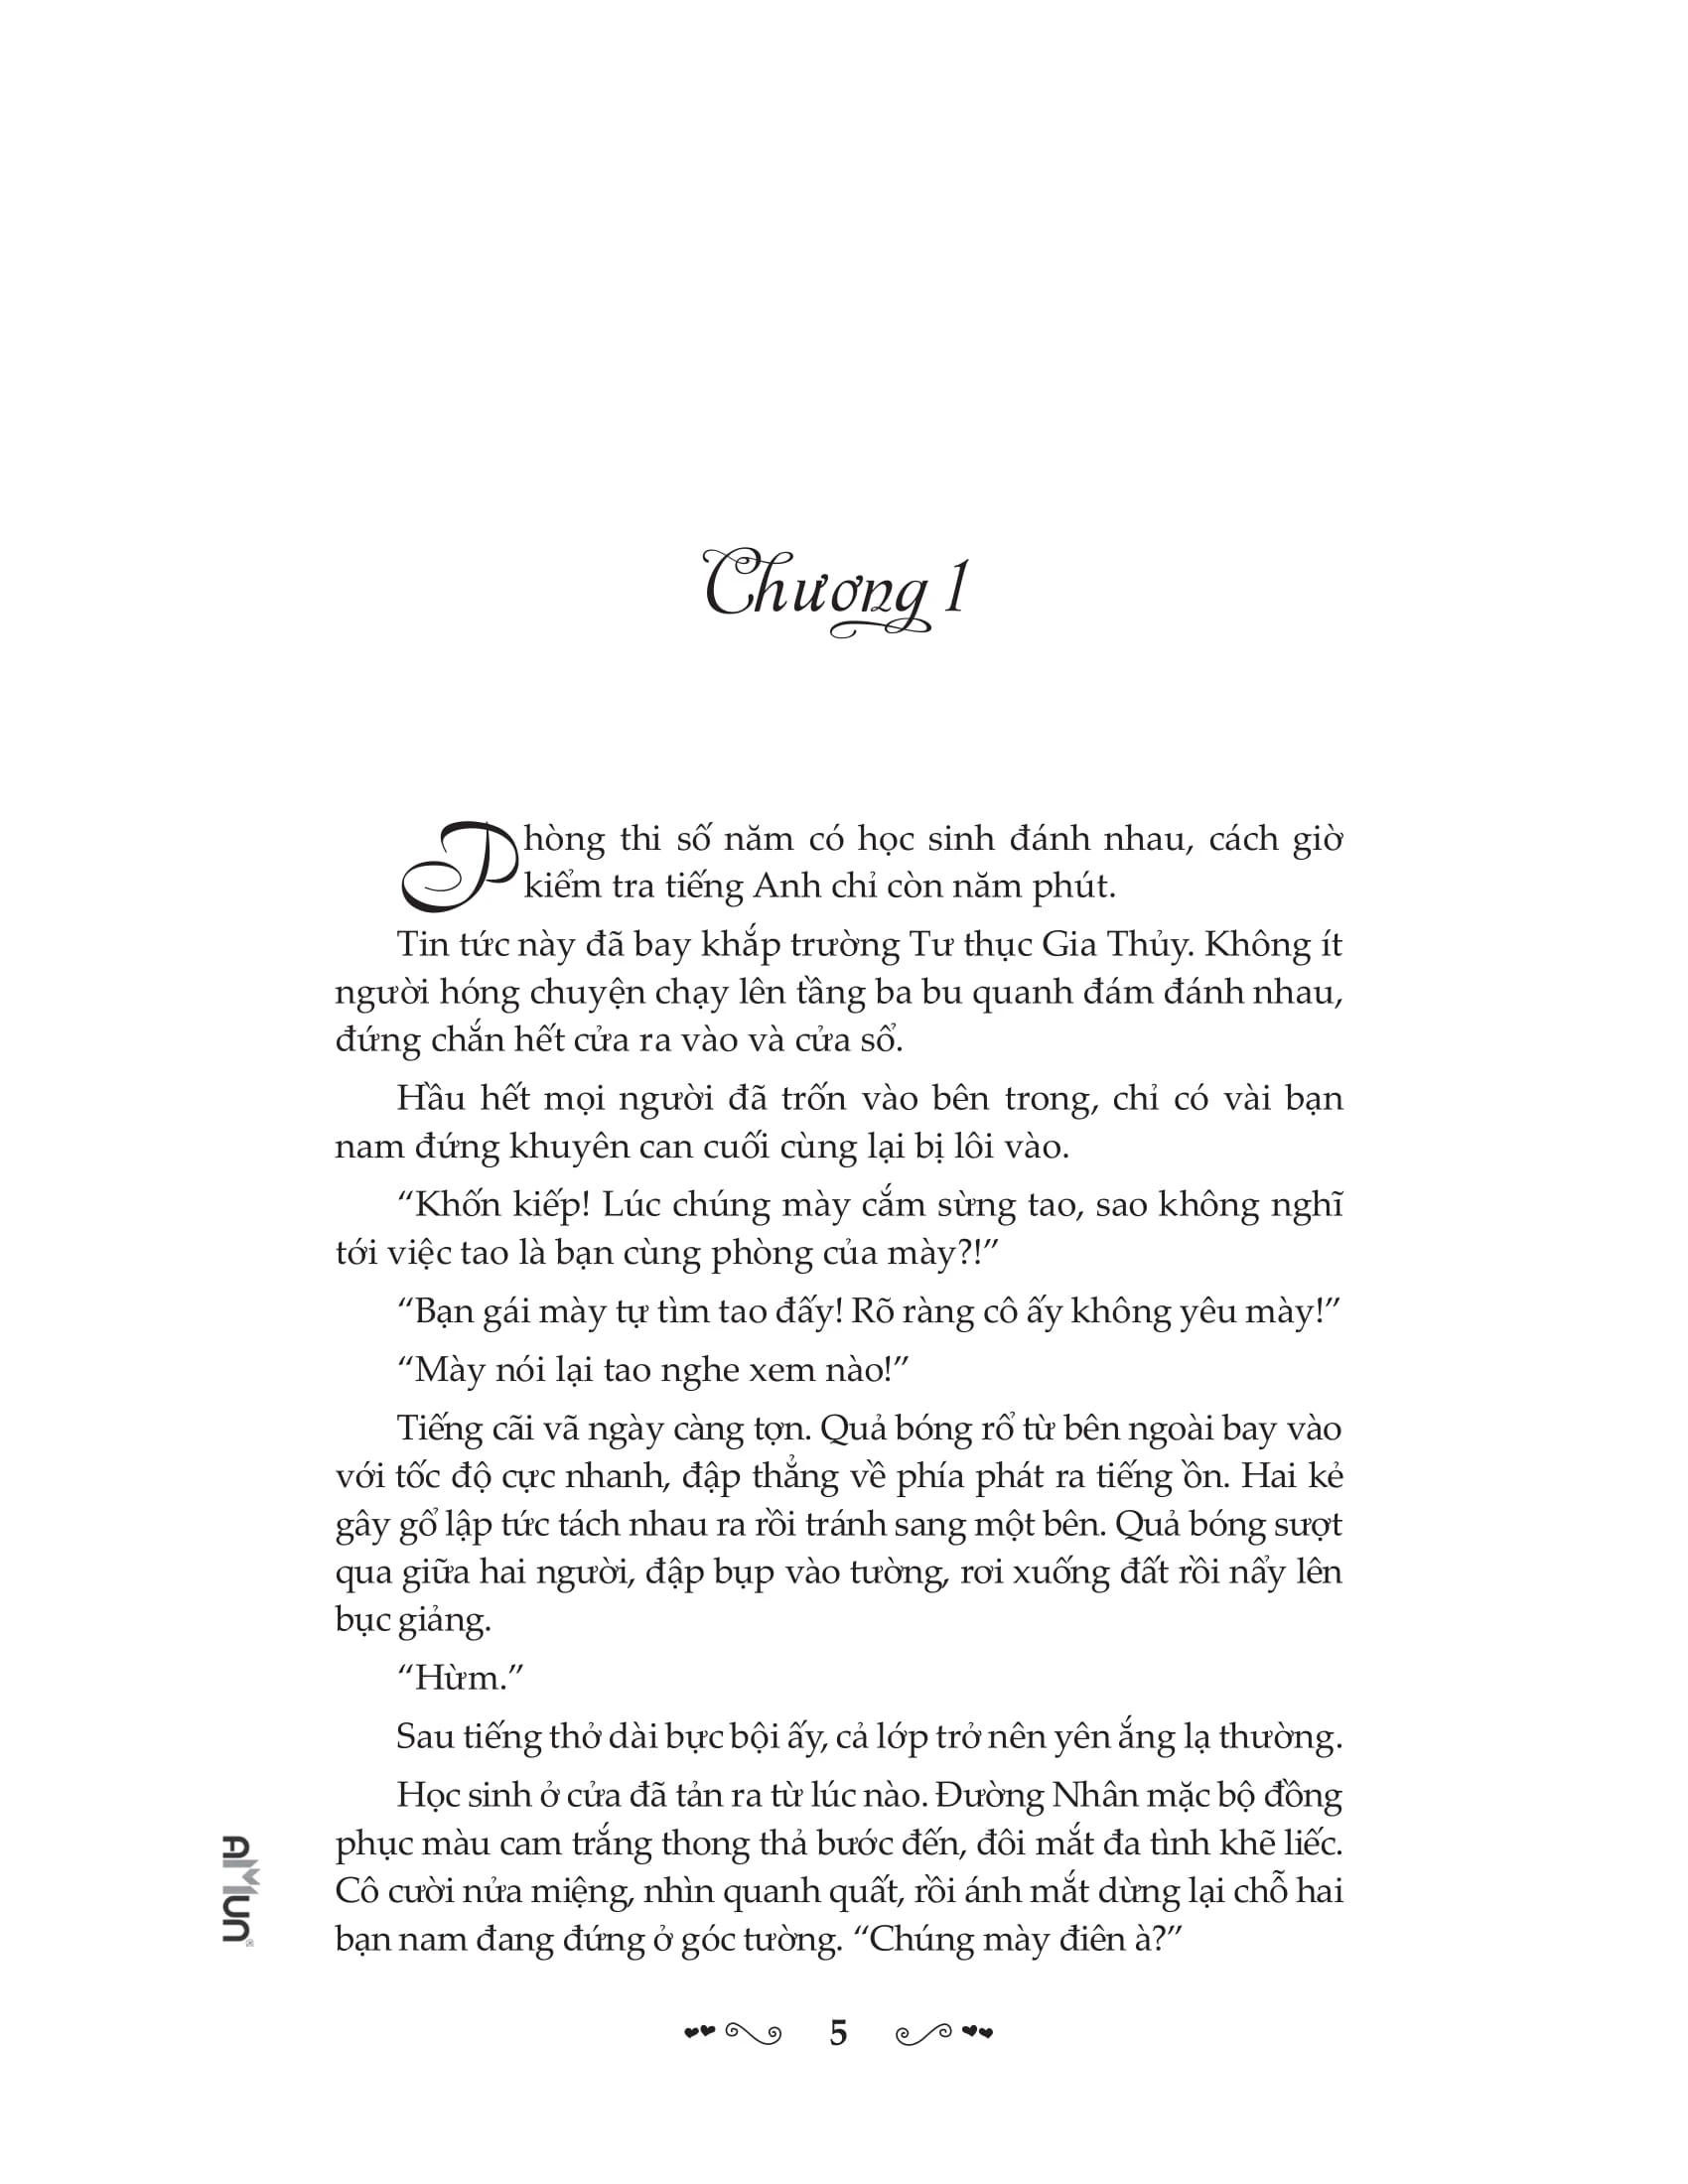 Chương 1
Phòng thi số năm có học sinh đánh nhau, cách giờ
kiểm tra tiếng Anh chỉ còn năm phút.
Tin tức này đã bay khắp trường Tư thục Gia Thủy. Không ít
người hóng chuyện chạy lên tầng ba bu quanh đám đánh nhau,
đứng chắn hết cửa ra vào và cửa sổ.
Hầu hết mọi người đã trốn vào bên trong, chỉ có vài bạn
nam đứng khuyên can cuối cùng lại bị lôi vào.
“Khốn kiếp! Lúc chúng mày cắm sừng tao, sao không nghĩ
tới việc tao là bạn cùng phòng của mày?!”
“Bạn gái mày tự tìm tao đấy! Rõ ràng cô ấy không yêu mày!”
“Mày nói lại tao nghe xem nào!”
Tiếng cãi vã ngày càng tợn. Quả bóng rổ từ bên ngoài bay vào
với tốc độ cực nhanh, đập thẳng về phía phát ra tiếng ồn. Hai kẻ
gây gổ lập tức tách nhau ra rồi tránh sang một bên. Quả bóng sượt
qua giữa hai người, đập bụp vào tường, rơi xuống đất rồi nẩy lên
bục giảng.
“Hừm.”
Sau tiếng thở dài bực bội ấy, cả lớp trở nên yên ắng lạ thường.
Học sinh ở cửa đã tản ra từ lúc nào. Đường Nhân mặc bộ đồng
phục màu cam trắng thong thả bước đến, đôi mắt đa tình khẽ liếc.
Cô cười nửa miệng, nhìn quanh quất, rồi ánh mắt dừng lại chỗ hai
bạn nam đang đứng ở góc tường. “Chúng mày điên à?”
AMUN®
5